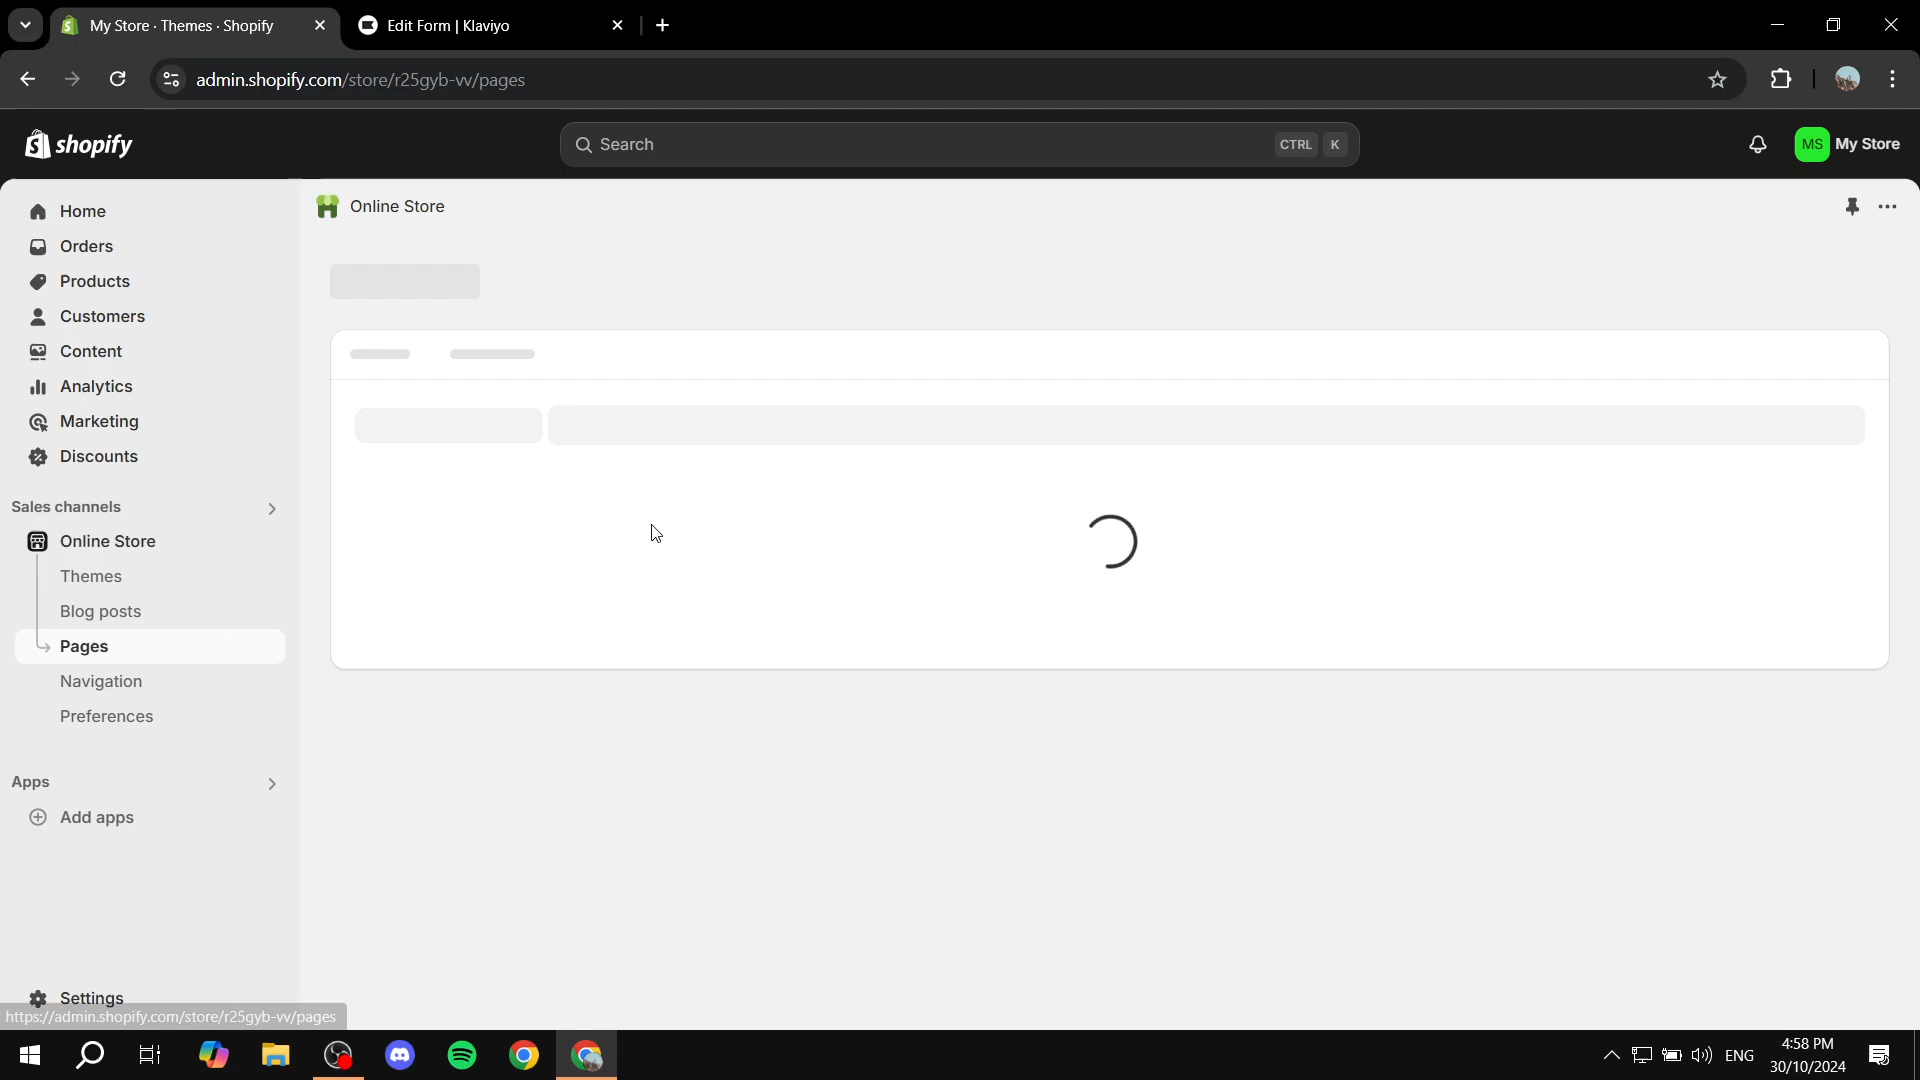 My Store · Themes · Shopify
Edit Form | Klaviyo
admin.shopify.com/store/r25gyb-vv/pages
shopify
Search
CTRL K
MS My Store
Home
Orders
Products
Customers
Content
Analytics
Marketing
Discounts
Sales channels
Online Store
Themes
Blog posts
Pages
Navigation
Preferences
Apps
Add apps
Settings
Online Store
https://admin.shopify.com/store/r25gyb-vv/pages
ENG
4:58 PM
30/10/2024